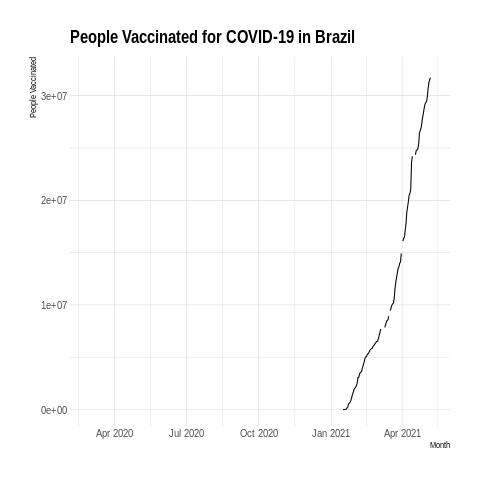 People Vaccinated for COVID-19 in Brazil
People Vaccinated
3e+07
2e+07
1e+07
0e+00
Apr 2020 Jul 2020 Oct 2020 Jan 2021 Apr 2021
Month